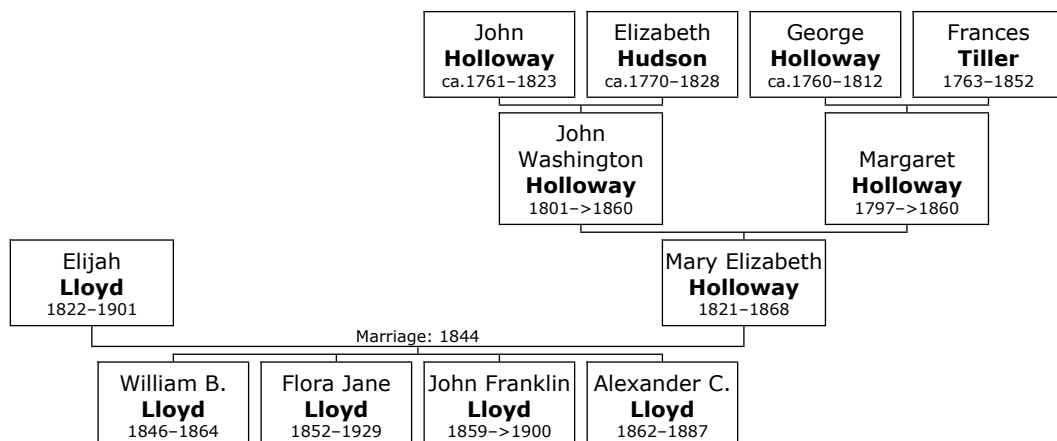 John
Holloway
ca.1761–1823
Elizabeth
Hudson
ca.1770–1828
George
Holloway
ca.1760–1812
Frances
Tiller
1763–1852
John
Washington
Holloway
1801–>1860
Margaret
Holloway
1797–>1860
Elijah
Lloyd
1822–1901
Mary Elizabeth
Holloway
1821–1868
Marriage: 1844
William B.
Lloyd
1846–1864
Flora Jane
Lloyd
1852–1929
John Franklin
Lloyd
1859–>1900
Alexander C.
Lloyd
1862–1887